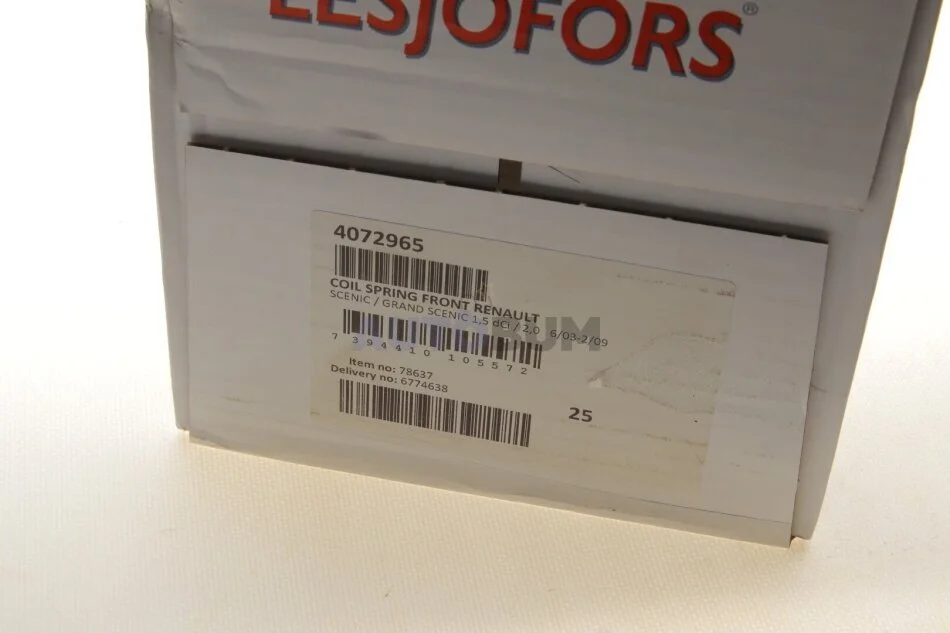 LESJÖFORS®
4072965
COIL SPRING FRONT RENAULT
SCENIC / GRAND SCENIC 1,5 dCi / 2,0 6/03-2/09
7 394410 105572
Item no: 78637
Delivery no: 6774638
25